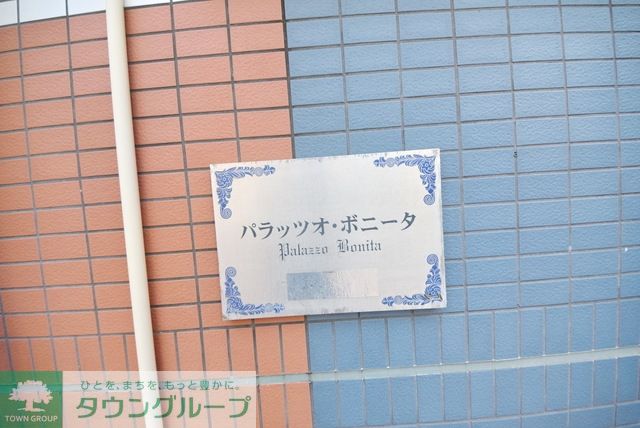 パラッツオ・ボニータ
Palazzo Bonita
ひとを、まちを、もっと豊かに。
タウングループ
TOWN GROUP